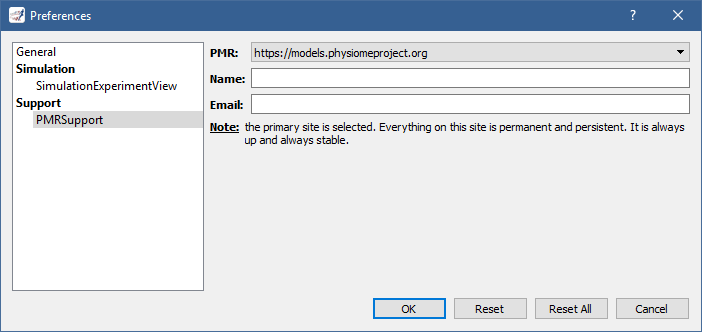 Preferences
?
General
Simulation
SimulationExperimentView
Support
PMRSupport
PMR: https://models.physiomeproject.org
Name:
Email:
Note: the primary site is selected. Everything on this site is permanent and persistent. It is always
up and always stable.
OK Reset Reset All Cancel